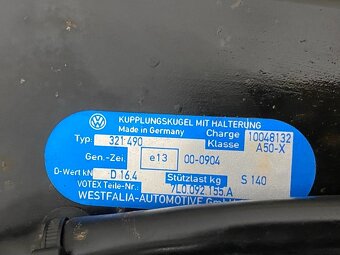 KUPPLUNGSKUGEL MIT HALTERUNG
Made in Germany Charge 10048132
Typ: 321 490 Klasse A50-X
Gen.-Zei. e13 00-0904
D-Wert kN D 16.4 Stützlast kg S 140
VOTEX Teile-Nr.: 7L0.092.155.A
WESTFALIA-AUTOMOTIVE GmbH